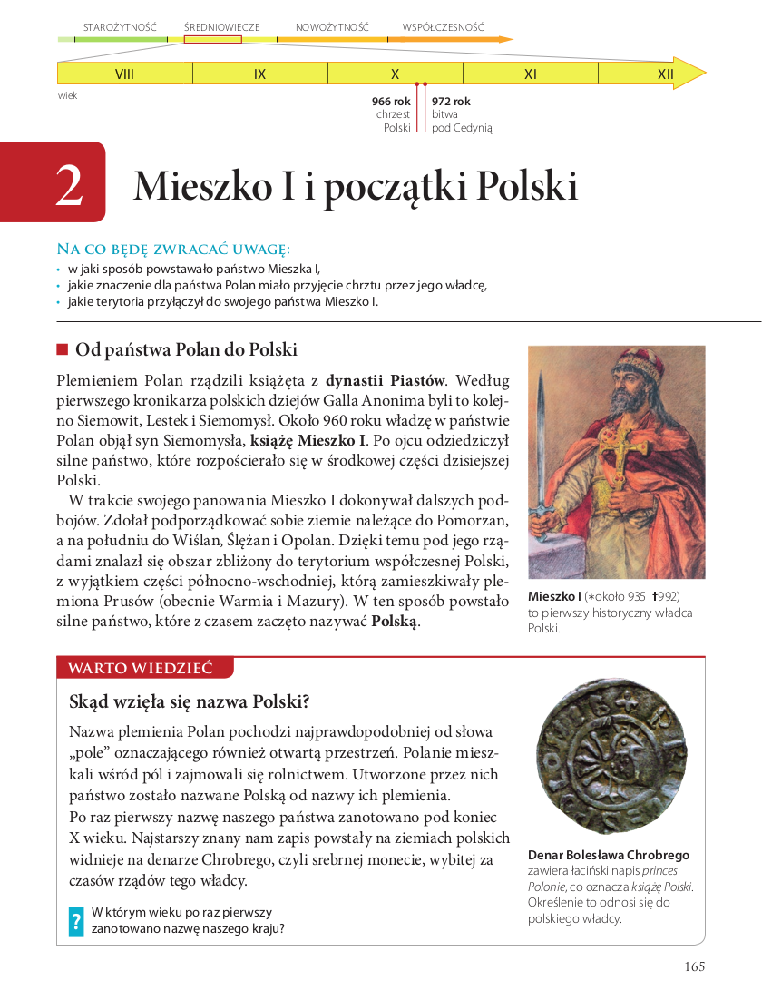 STAROŻYTNOŚĆ ŚREDNIOWIECZE NOWOŻYTNOŚĆ WSPÓŁCZESNOŚĆ
VIII IX X XI XII
wiek
966 rok
chrzest
Polski
972 rok
bitwa
pod Cedynią
2
Mieszko I i początki Polski
NA CO BĘDĘ ZWRACAĆ UWAGĘ:
• w jaki sposób powstawało państwo Mieszka I,
• jakie znaczenie dla państwa Polan miało przyjęcie chrztu przez jego władcę,
• jakie terytoria przyłączył do swojego państwa Mieszko I.
Od państwa Polan do Polski
Plemieniem Polan rządzili książęta z dynastii Piastów. Według
pierwszego kronikarza polskich dziejów Galla Anonima byli to kolej-
no Siemowit, Lestek i Siemomysł. Około 960 roku władzę w państwie
Polan objął syn Siemomysła, książę Mieszko I. Po ojcu odziedziczył
silne państwo, które rozpościerało się w środkowej części dzisiejszej
Polski.
W trakcie swojego panowania Mieszko I dokonywał dalszych pod-
bojów. Zdołał podporządkować sobie ziemie należące do Pomorzan,
a na południu do Wiślan, Ślężan i Opolan. Dzięki temu pod jego rzą-
dami znalazł się obszar zbliżony do terytorium współczesnej Polski,
z wyjątkiem części północno-wschodniej, którą zamieszkiwały ple-
miona Prusów (obecnie Warmia i Mazury). W ten sposób powstało
silne państwo, które z czasem zaczęto nazywać Polską.
Mieszko I (*około 935 ✝992)
to pierwszy historyczny władca
Polski.
WARTO WIEDZIEĆ
Skąd wzięła się nazwa Polski?
Nazwa plemienia Polan pochodzi najprawdopodobniej od słowa
„pole” oznaczającego również otwartą przestrzeń. Polanie miesz-
kali wśród pól i zajmowali się rolnictwem. Utworzone przez nich
państwo zostało nazwane Polską od nazwy ich plemienia.
Po raz pierwszy nazwę naszego państwa zanotowano pod koniec
X wieku. Najstarszy znany nam zapis powstały na ziemiach polskich
widnieje na denarze Chrobrego, czyli srebrnej monecie, wybitej za
czasów rządów tego władcy.
? W którym wieku po raz pierwszy
zanotowano nazwę naszego kraju?
Denar Bolesława Chrobrego
zawiera łaciński napis princes
Polonie, co oznacza książę Polski.
Określenie to odnosi się do
polskiego władcy.
165